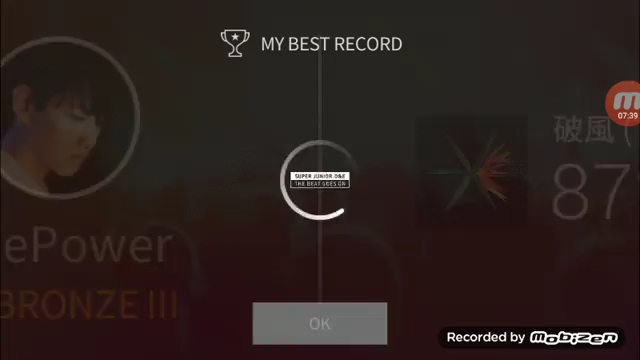 MY BEST RECORD
07:39
破風 (
87
SUPER JUNIOR-D&E
THE BEAT GOES ON
ePower
BRONZE III
OK
Recorded by mobizen